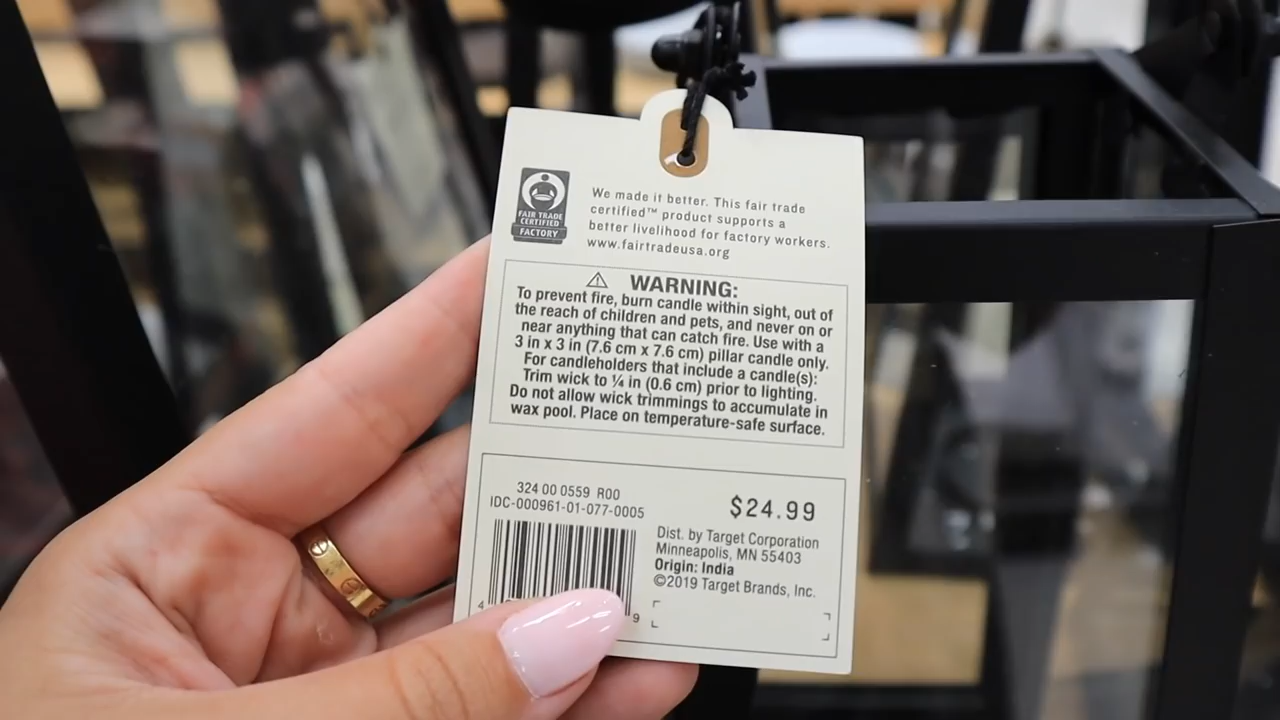 FAIR TRADE
CERTIFIED
FACTORY
We made it better. This fair trade
certified™ product supports a
better livelihood for factory workers.
www.fairtradeusa.org
⚠ WARNING:
To prevent fire, burn candle within sight, out of
the reach of children and pets, and never on or
near anything that can catch fire. Use with a
3 in x 3 in (7.6 cm x 7.6 cm) pillar candle only.
For candleholders that include a candle(s):
Trim wick to ¼ in (0.6 cm) prior to lighting.
Do not allow wick trimmings to accumulate in
wax pool. Place on temperature-safe surface.
324 00 0559 R00
IDC-000961-01-077-0005
$24.99
Dist. by Target Corporation
Minneapolis, MN 55403
Origin: India
©2019 Target Brands, Inc.
4
9